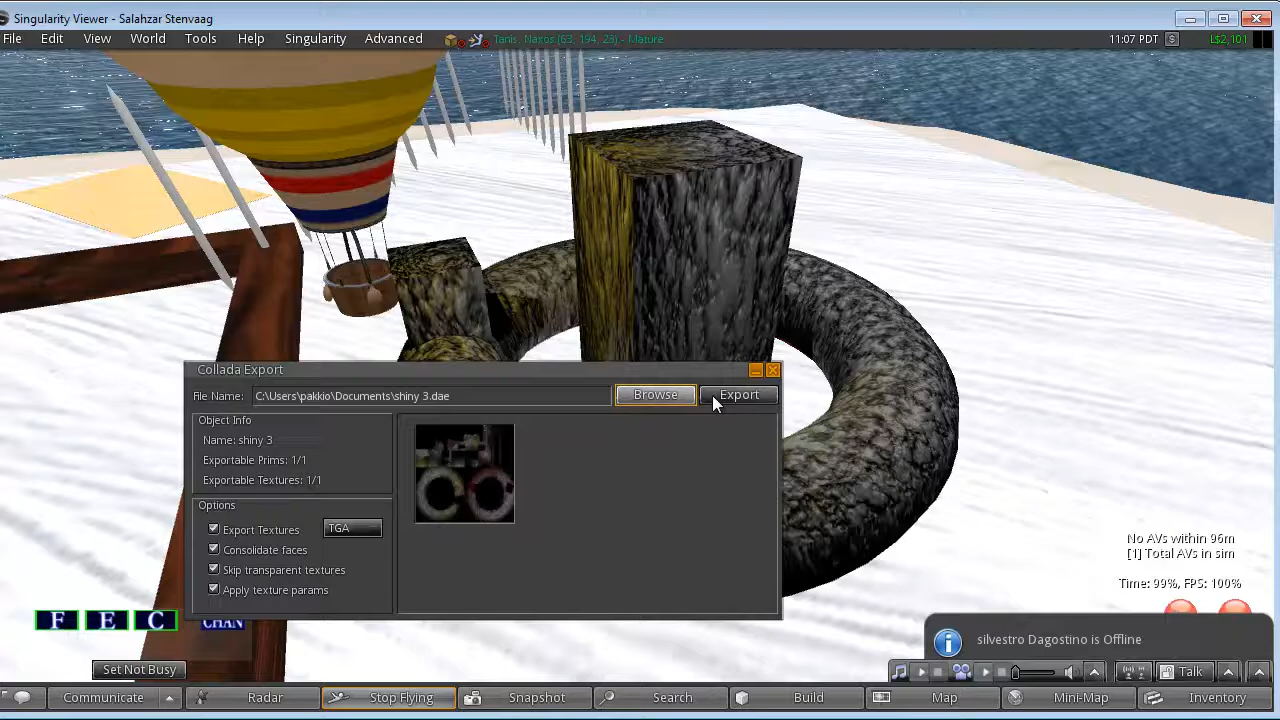 Singularity Viewer - Salahzar Stenvaag
File Edit View World Tools Help Singularity Advanced Tanis, Naxos (63, 194, 23) - Mature 11:07 PDT $ L$2,101
Collada Export
File Name: C:\Users\pakkio\Documents\shiny 3.dae Browse Export
Object Info
Name: shiny 3
Exportable Prims: 1/1
Exportable Textures: 1/1
Options
Export Textures TGA
Consolidate faces
Skip transparent textures
Apply texture params
No AVs within 96m
[1] Total AVs in sim
Time: 99%, FPS: 100%
F E C CHAN
silvestro Dagostino is Offline
Set Not Busy
Talk
Communicate Radar Stop Flying Snapshot Search Build Map Mini-Map Inventory